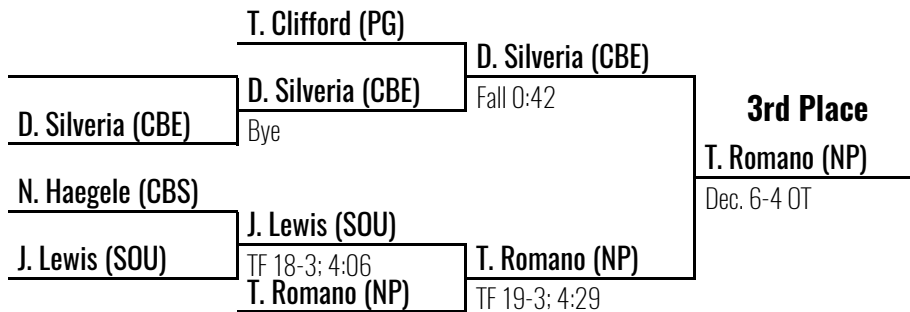 T. Clifford (PG)
D. Silveria (CBE)
D. Silveria (CBE)
Fall 0:42
3rd Place
D. Silveria (CBE)
Bye
T. Romano (NP)
N. Haegele (CBS)
Dec. 6-4 OT
J. Lewis (SOU)
J. Lewis (SOU)
TF 18-3; 4:06
T. Romano (NP)
T. Romano (NP)
TF 19-3; 4:29